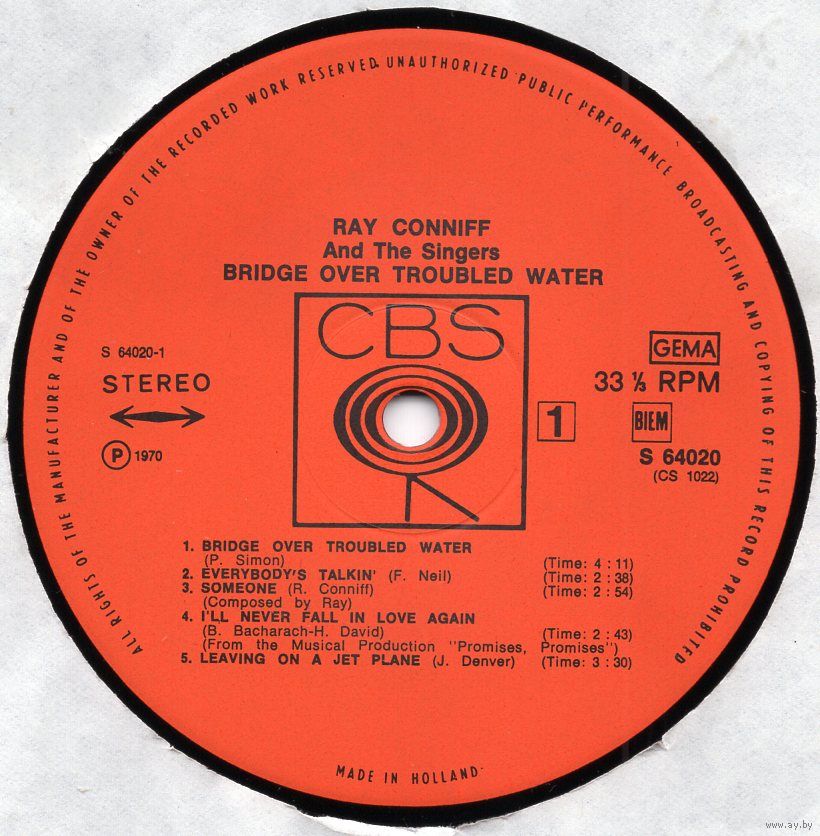 ALL RIGHTS OF THE MANUFACTURER AND OF THE OWNER OF THE RECORDED WORK RESERVED. UNAUTHORIZED PUBLIC PERFORMANCE BROADCASTING AND COPYING OF THIS RECORD PROHIBITED
RAY CONNIFF
And The Singers
BRIDGE OVER TROUBLED WATER
CBS
S 64020-1
STEREO
P 1970
1
GEMA
33 ⅓ RPM
BIEM
S 64020
(CS 1022)
1. BRIDGE OVER TROUBLED WATER
(P. Simon) (Time: 4 : 11)
2. EVERYBODY'S TALKIN' (F. Neil) (Time: 2 : 38)
3. SOMEONE (R. Conniff) (Time: 2 : 54)
(Composed by Ray)
4. I'LL NEVER FALL IN LOVE AGAIN
(B. Bacharach-H. David) (Time: 2 : 43)
(From the Musical Production "Promises, Promises")
5. LEAVING ON A JET PLANE (J. Denver) (Time: 3 : 30)
MADE IN HOLLAND
www.ay.by